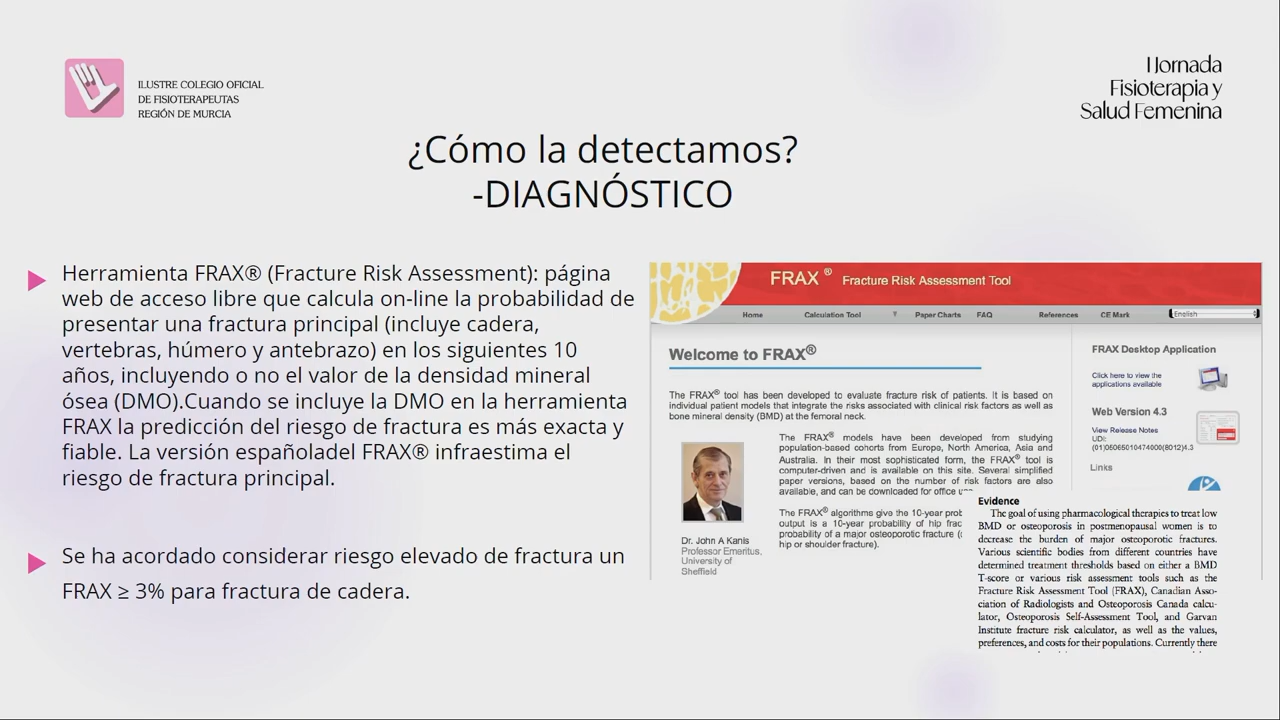 ILUSTRE COLEGIO OFICIAL
DE FISIOTERAPEUTAS
REGIÓN DE MURCIA
I Jornada
Fisioterapia y
Salud Femenina
¿Cómo la detectamos?
-DIAGNÓSTICO
Herramienta FRAX® (Fracture Risk Assessment): página
web de acceso libre que calcula on-line la probabilidad de
presentar una fractura principal (incluye cadera,
vertebras, húmero y antebrazo) en los siguientes 10
años, incluyendo o no el valor de la densidad mineral
ósea (DMO).Cuando se incluye la DMO en la herramienta
FRAX la predicción del riesgo de fractura es más exacta y
fiable. La versión españoladel FRAX® infraestima el
riesgo de fractura principal.
Se ha acordado considerar riesgo elevado de fractura un
FRAX ≥ 3% para fractura de cadera.
FRAX ® Fracture Risk Assessment Tool
Home Calculation Tool Paper Charts FAQ References CE Mark English
Welcome to FRAX®
The FRAX® tool has been developed to evaluate fracture risk of patients. It is based on
individual patient models that integrate the risks associated with clinical risk factors as well as
bone mineral density (BMD) at the femoral neck.
The FRAX® models have been developed from studying
population-based cohorts from Europe, North America, Asia and
Australia. In their most sophisticated form, the FRAX® tool is
computer-driven and is available on this site. Several simplified
paper versions, based on the number of risk factors are also
available, and can be downloaded for office
The FRAX® algorithms give the 10-year
output is a 10-year probability of hip
probability of a major osteoporotic fracture
hip or shoulder fracture).
Dr. John A Kanis
Professor Emeritus,
University of
Sheffield
FRAX Desktop Application
Click here to view the
applications available
Web Version 4.3
View Release Notes
UDI:
(01)05065010474000(8012)4.3
Links
Evidence
The goal of using pharmacological therapies to treat low
BMD or osteoporosis in postmenopausal women is to
decrease the burden of major osteoporotic fractures.
Various scientific bodies from different countries have
determined treatment thresholds based on either a BMD
T-score or various risk assessment tools such as the
Fracture Risk Assessment Tool (FRAX), Canadian Asso-
ciation of Radiologists and Osteoporosis Canada calcu-
lator, Osteoporosis Self-Assessment Tool, and Garvan
Institute fracture risk calculator, as well as the values,
preferences, and costs for their populations. Currently there